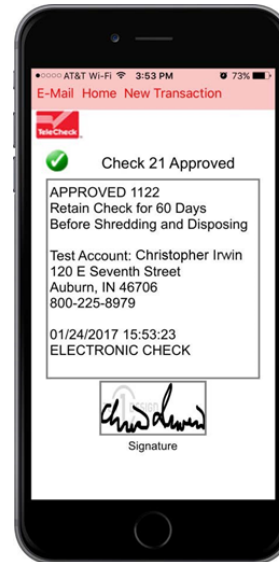 AT&T Wi-Fi 3:53 PM 73%
E-Mail Home New Transaction
TeleCheck
Check 21 Approved
APPROVED 1122
Retain Check for 60 Days
Before Shredding and Disposing
Test Account: Christopher Irwin
120 E Seventh Street
Auburn, IN 46706
800-225-8979
01/24/2017 15:53:23
ELECTRONIC CHECK
Signature